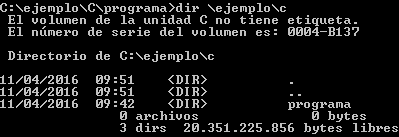 C:\ejemplo\C\programa>dir \ejemplo\c
El volumen de la unidad C no tiene etiqueta.
El número de serie del volumen es: 0004-B137
Directorio de C:\ejemplo\c
11/04/2016 09:51 <DIR> .
11/04/2016 09:51 <DIR> ..
11/04/2016 09:42 <DIR> programa
0 archivos 0 bytes
3 dirs 20.351.225.856 bytes libres